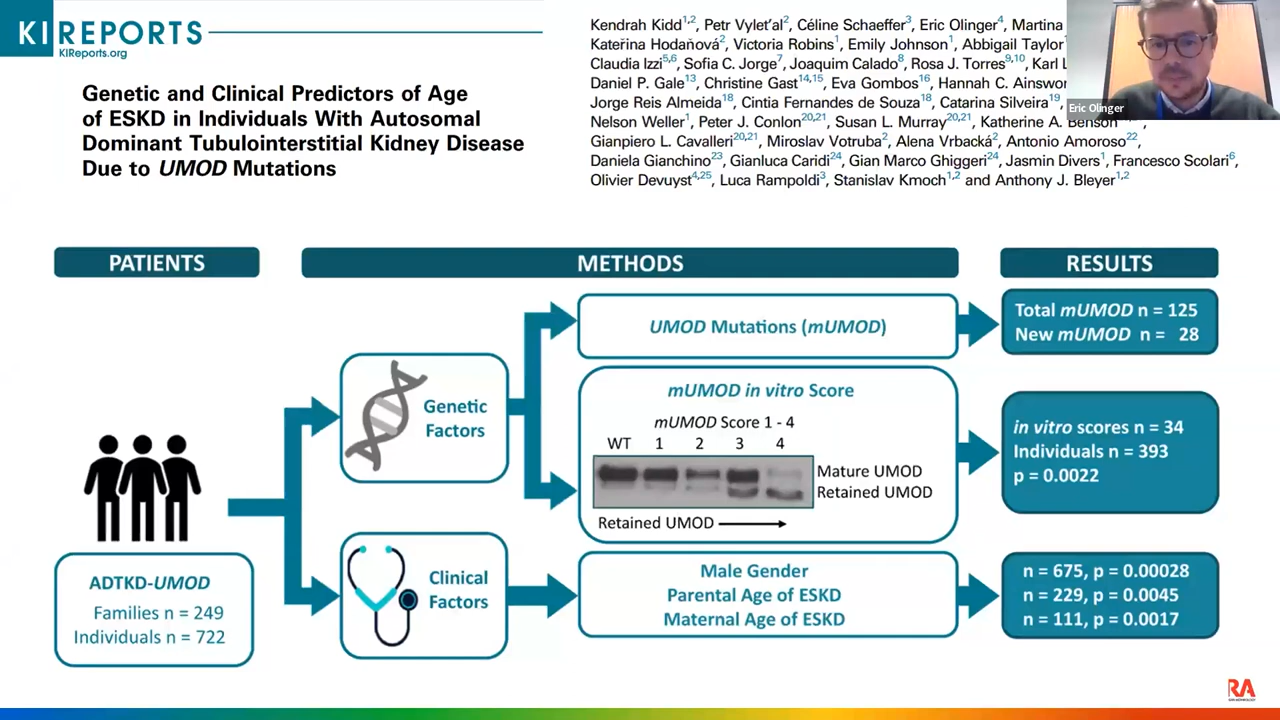 KI REPORTS
KIReports.org
Genetic and Clinical Predictors of Age
of ESKD in Individuals With Autosomal
Dominant Tubulointerstitial Kidney Disease
Due to UMOD Mutations
Kendrah Kidd1,2, Petr Vylet'al2, Céline Schaeffer3, Eric Olinger4, Martina
Kateřina Hodaňová2, Victoria Robins1, Emily Johnson1, Abbigail Taylor
Claudia Izzi5,6, Sofia C. Jorge7, Joaquim Calado8, Rosa J. Torres9,10, Karl
Daniel P. Gale13, Christine Gast14,15, Eva Gombos16, Hannah C. Ainswor
Jorge Reis Almeida18, Cintia Fernandes de Souza18, Catarina Silveira19
Nelson Weller1, Peter J. Conlon20,21, Susan L. Murray20,21, Katherine A. Benson
Gianpiero L. Cavalleri20,21, Miroslav Votruba2, Alena Vrbacká2, Antonio Amoroso22,
Daniela Gianchino23, Gianluca Caridi24, Gian Marco Ghiggeri24, Jasmin Divers1, Francesco Scolari6,
Olivier Devuyst4,25, Luca Rampoldi3, Stanislav Kmoch1,2 and Anthony J. Bleyer1,2
Eric Olinger
PATIENTS
METHODS
RESULTS
ADTKD-UMOD
Families n = 249
Individuals n = 722
Genetic
Factors
Clinical
Factors
UMOD Mutations (mUMOD)
mUMOD in vitro Score
mUMOD Score 1 - 4
WT 1 2 3 4
Mature UMOD
Retained UMOD
Retained UMOD
Male Gender
Parental Age of ESKD
Maternal Age of ESKD
Total mUMOD n = 125
New mUMOD n = 28
in vitro scores n = 34
Individuals n = 393
p = 0.0022
n = 675, p = 0.00028
n = 229, p = 0.0045
n = 111, p = 0.0017
RA